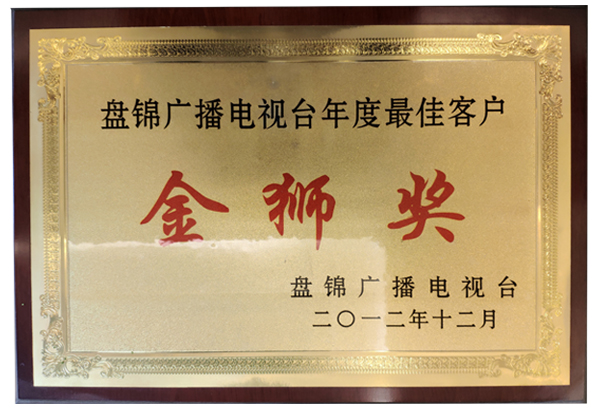 盘锦广播电视台年度最佳客户
金狮奖
盘锦广播电视台
二〇一二年十二月